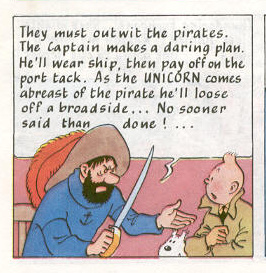 They must outwit the pirates.
The Captain makes a daring plan.
He'll wear ship, then pay off on the
port tack. As the UNICORN comes
abreast of the pirate he'll loose
off a broadside... No sooner
said than done! ...